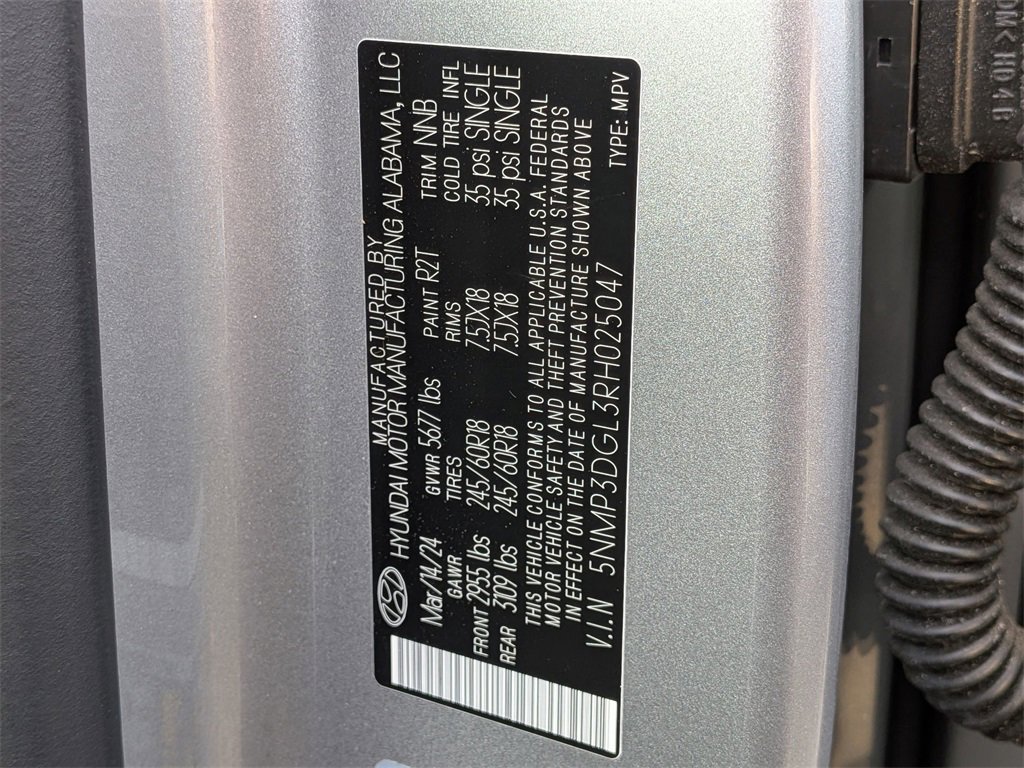 MANUFACTURED BY
HYUNDAI MOTOR MANUFACTURING ALABAMA, LLC
Mar/14/24 GVWR 5677 lbs PAINT R2T TRIM NNB
GAWR TIRES RIMS COLD TIRE INFL
FRONT 2955 lbs 245/60R18 7.5JX18 35 psi SINGLE
REAR 3109 lbs 245/60R18 7.5JX18 35 psi SINGLE
THIS VEHICLE CONFORMS TO ALL APPLICABLE U.S.A. FEDERAL
MOTOR VEHICLE SAFETY AND THEFT PREVENTION STANDARDS
IN EFFECT ON THE DATE OF MANUFACTURE SHOWN ABOVE
V.I.N 5NMP3DGL3RH025047 TYPE: MPV
HD4B